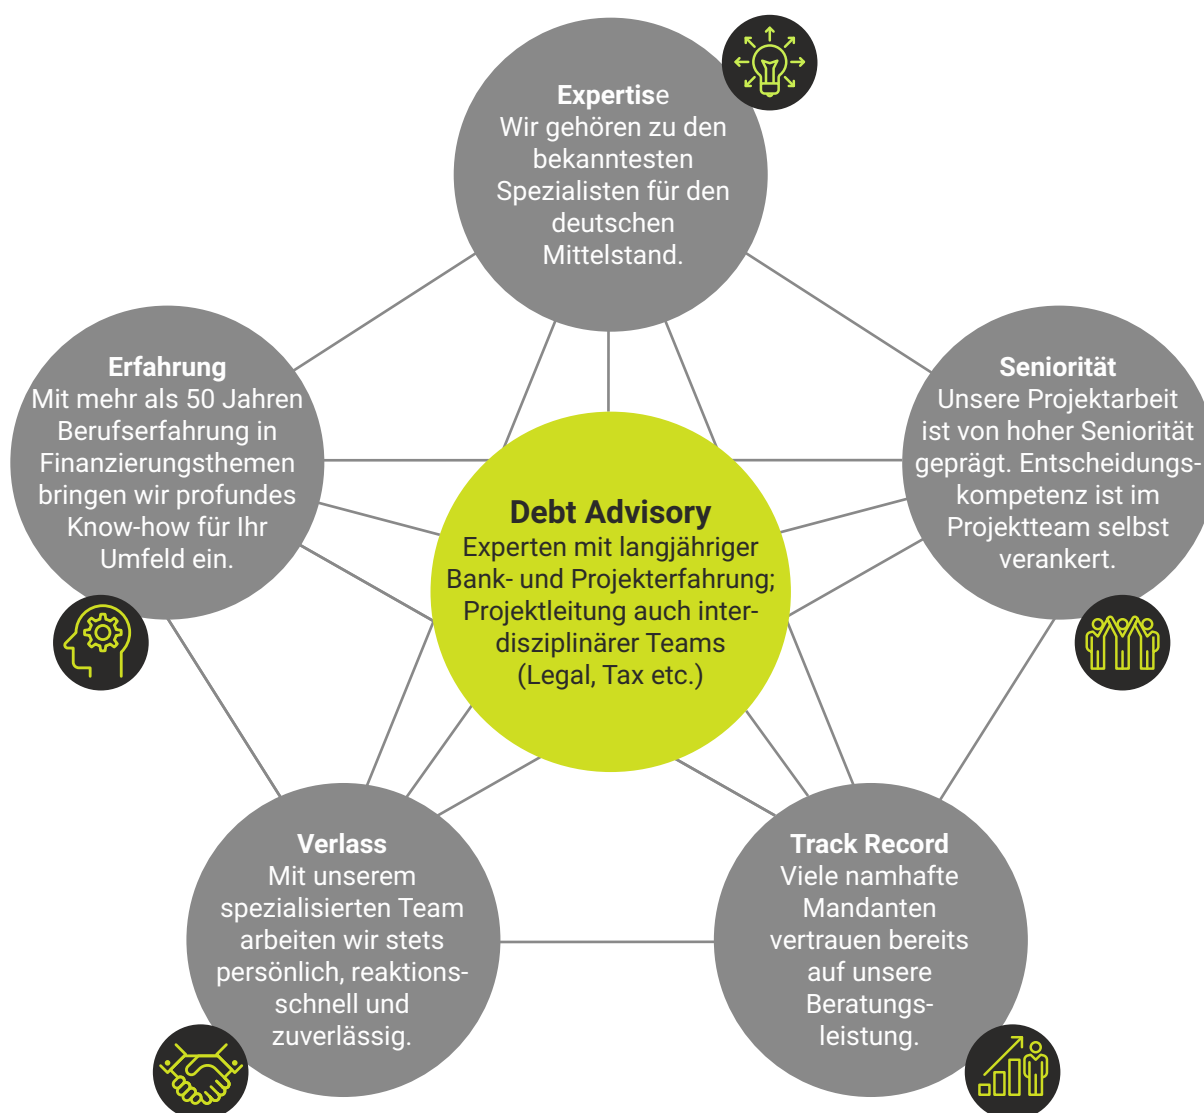 Expertise
Wir gehören zu den
bekanntesten
Spezialisten für den
deutschen
Mittelstand.
Erfahrung
Mit mehr als 50 Jahren
Berufserfahrung in
Finanzierungsthemen
bringen wir profundes
Know-how für Ihr
Umfeld ein.
Seniorität
Unsere Projektarbeit
ist von hoher Seniorität
geprägt. Entscheidungs-
kompetenz ist im
Projektteam selbst
verankert.
Debt Advisory
Experten mit langjähriger
Bank- und Projekterfahrung;
Projektleitung auch inter-
disziplinärer Teams
(Legal, Tax etc.)
Verlass
Mit unserem
spezialisierten Team
arbeiten wir stets
persönlich, reaktions-
schnell und
zuverlässig.
Track Record
Viele namhafte
Mandanten
vertrauen bereits
auf unsere
Beratungs-
leistung.